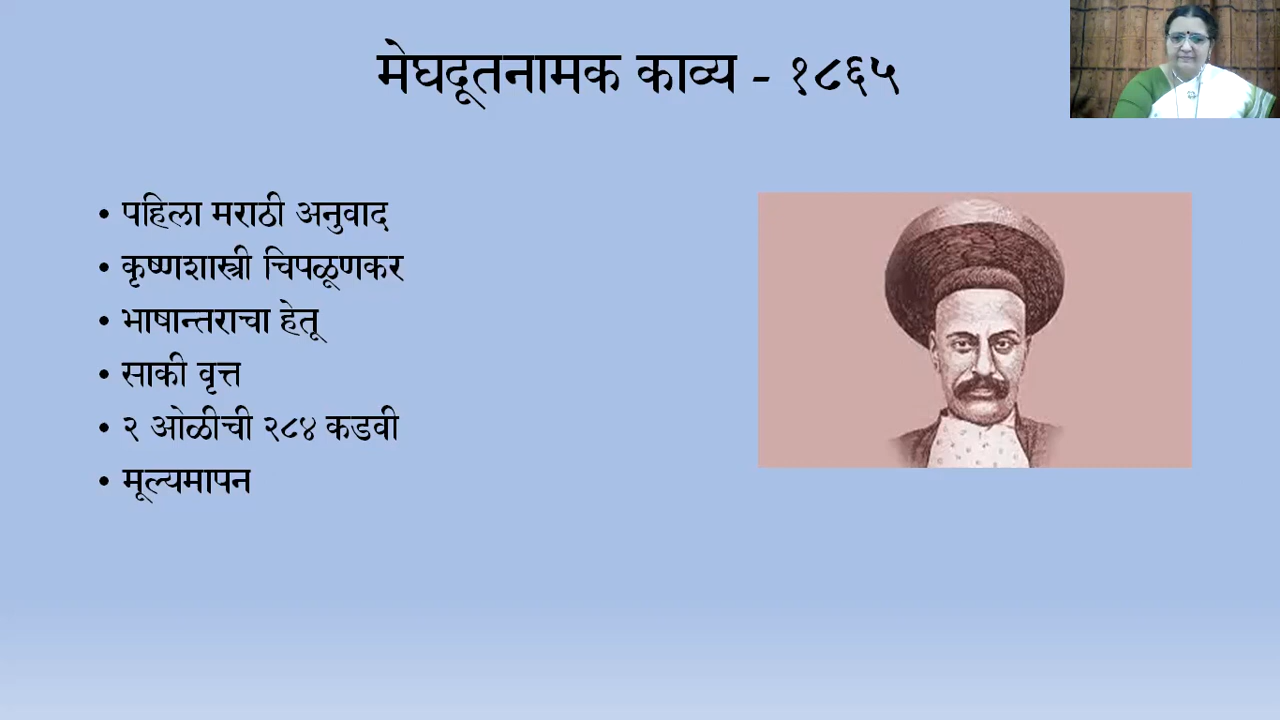 मेघदूतनामक काव्य - १८६५
• पहिला मराठी अनुवाद
• कृष्णशास्त्री चिपळूणकर
• भाषान्तराचा हेतू
• साकी वृत्त
• २ ओळीची २८४ कडवी
• मूल्यमापन